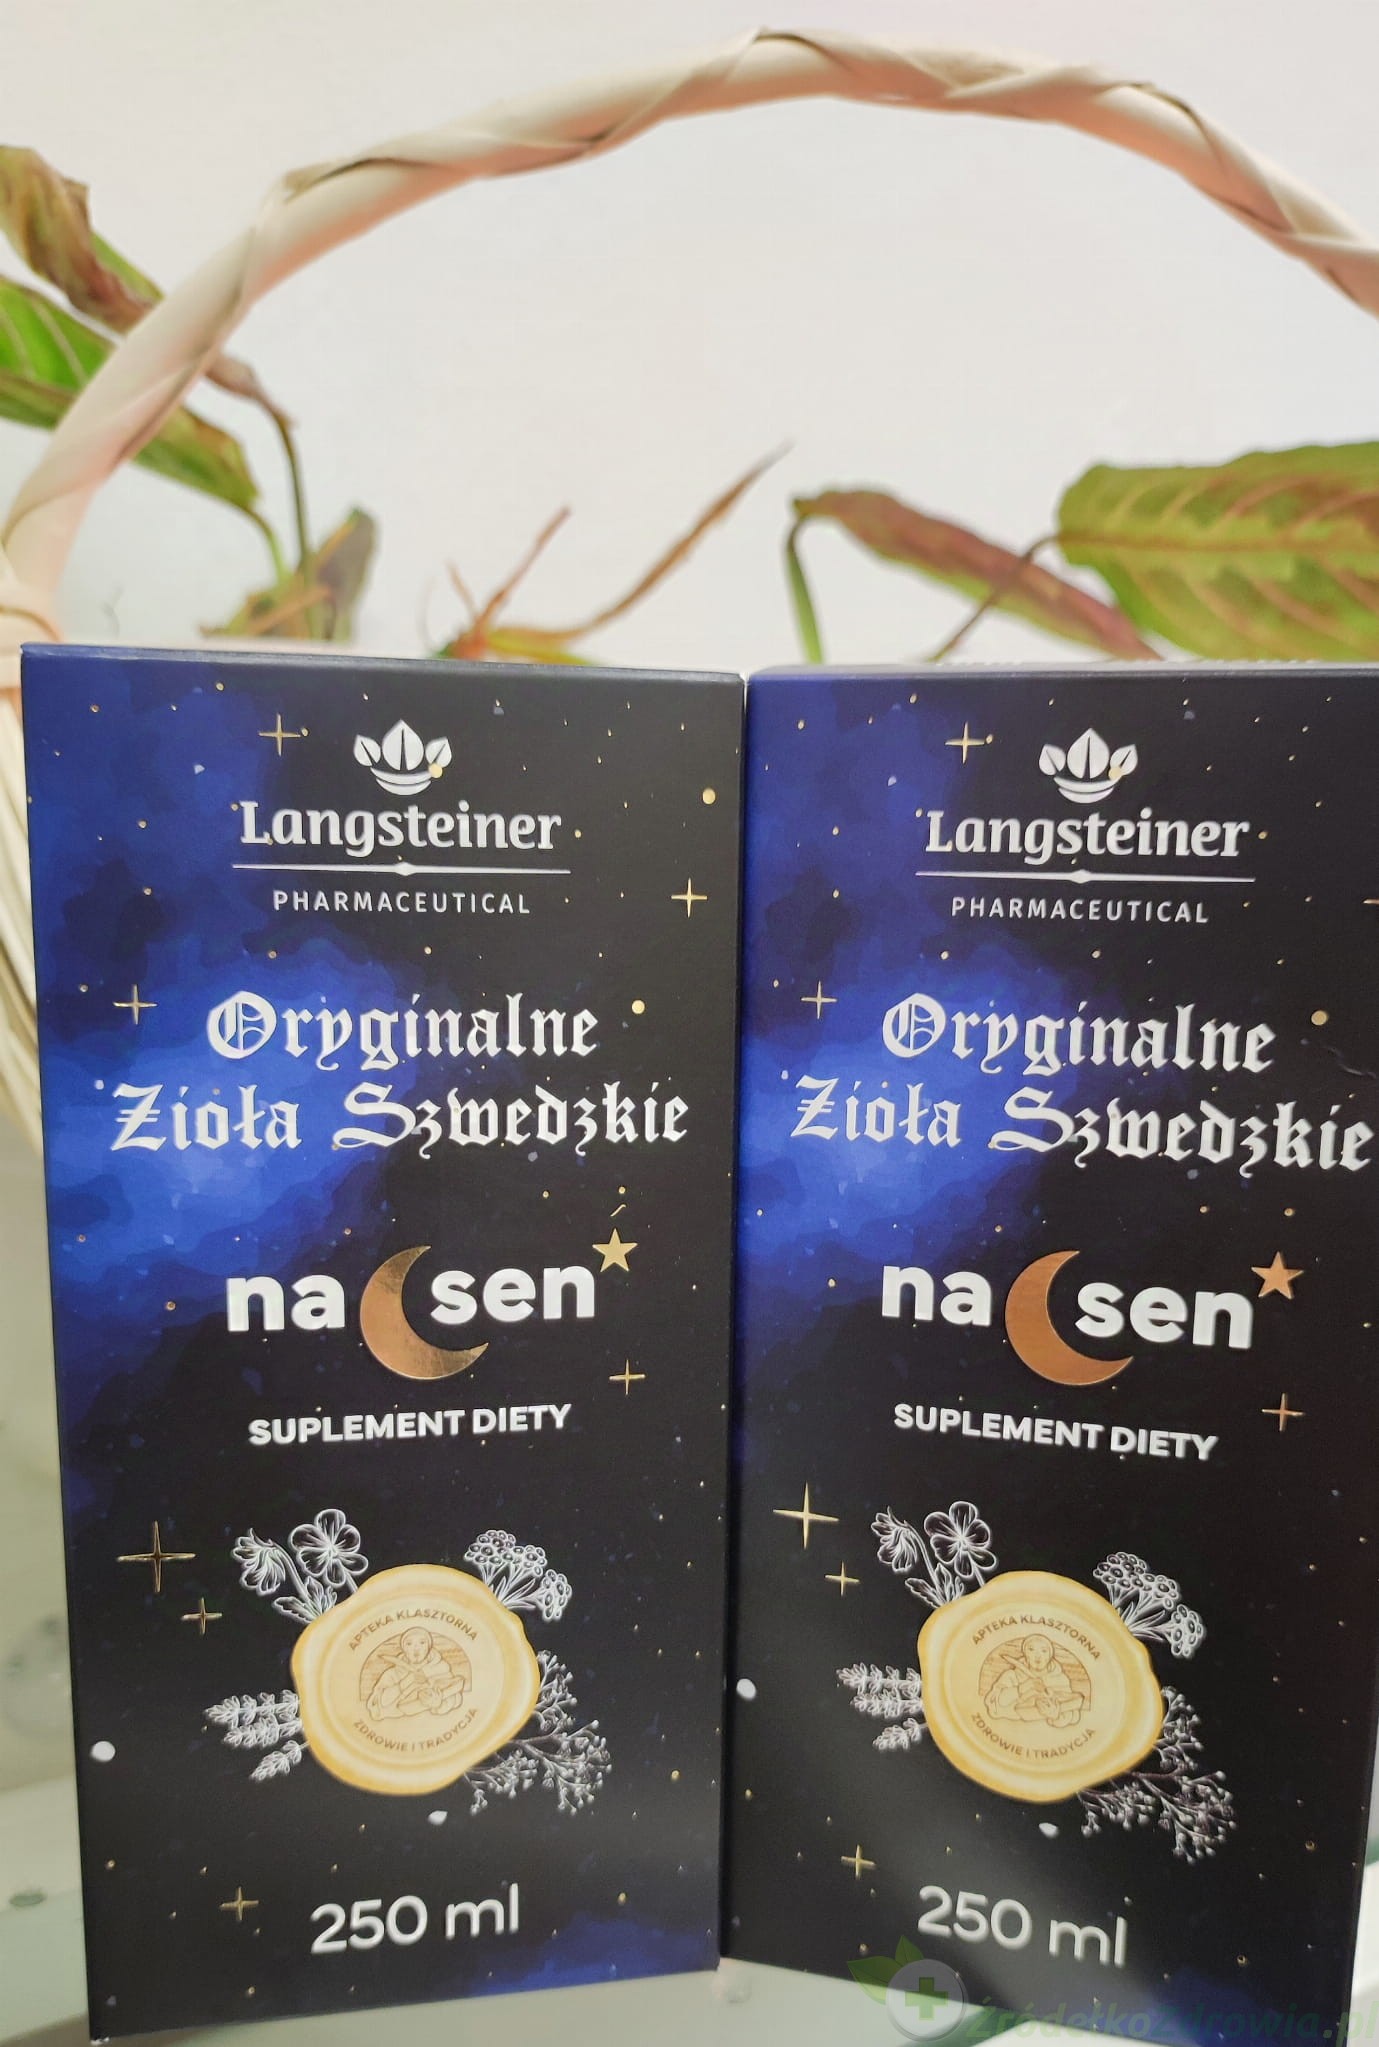 Langsteiner
PHARMACEUTICAL
Oryginalne
Zioła Szwedzkie
na sen
SUPLEMENT DIETY
APTEKA KLASZTORNA
ZDROWIE I TRADYCJA
250 ml
Langsteiner
PHARMACEUTICAL
Oryginalne
Zioła Szwedzkie
na sen
SUPLEMENT DIETY
APTEKA KLASZTORNA
ZDROWIE I TRADYCJA
250 ml
ŹródełkoZdrowia.pl